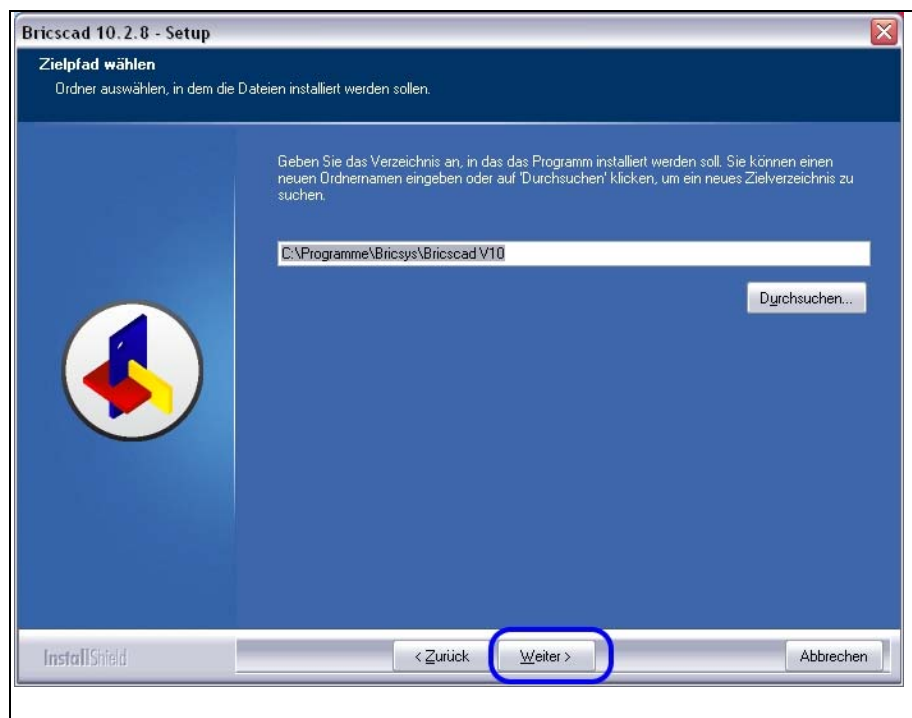 Bricscad 10.2.8 - Setup
Zielpfad wählen
Ordner auswählen, in dem die Dateien installiert werden sollen.
Geben Sie das Verzeichnis an, in das das Programm installiert werden soll. Sie können einen
neuen Ordnernamen eingeben oder auf 'Durchsuchen' klicken, um ein neues Zielverzeichnis zu
suchen.
C:\Programme\Bricsys\Bricscad V10
Durchsuchen...
InstallShield
< Zurück
Weiter >
Abbrechen